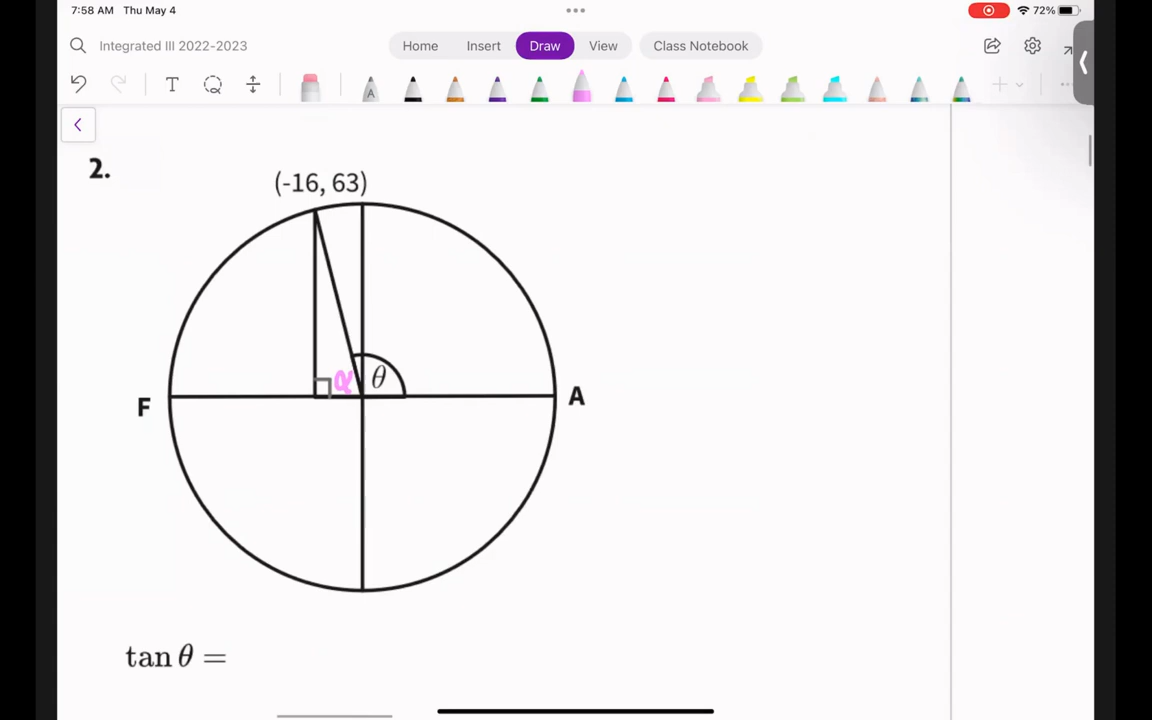 7:58 AM Thu May 4
72%
Integrated III 2022-2023
Home Insert Draw View Class Notebook
T
A
2.
(-16, 63)
α θ
F A
tan θ =